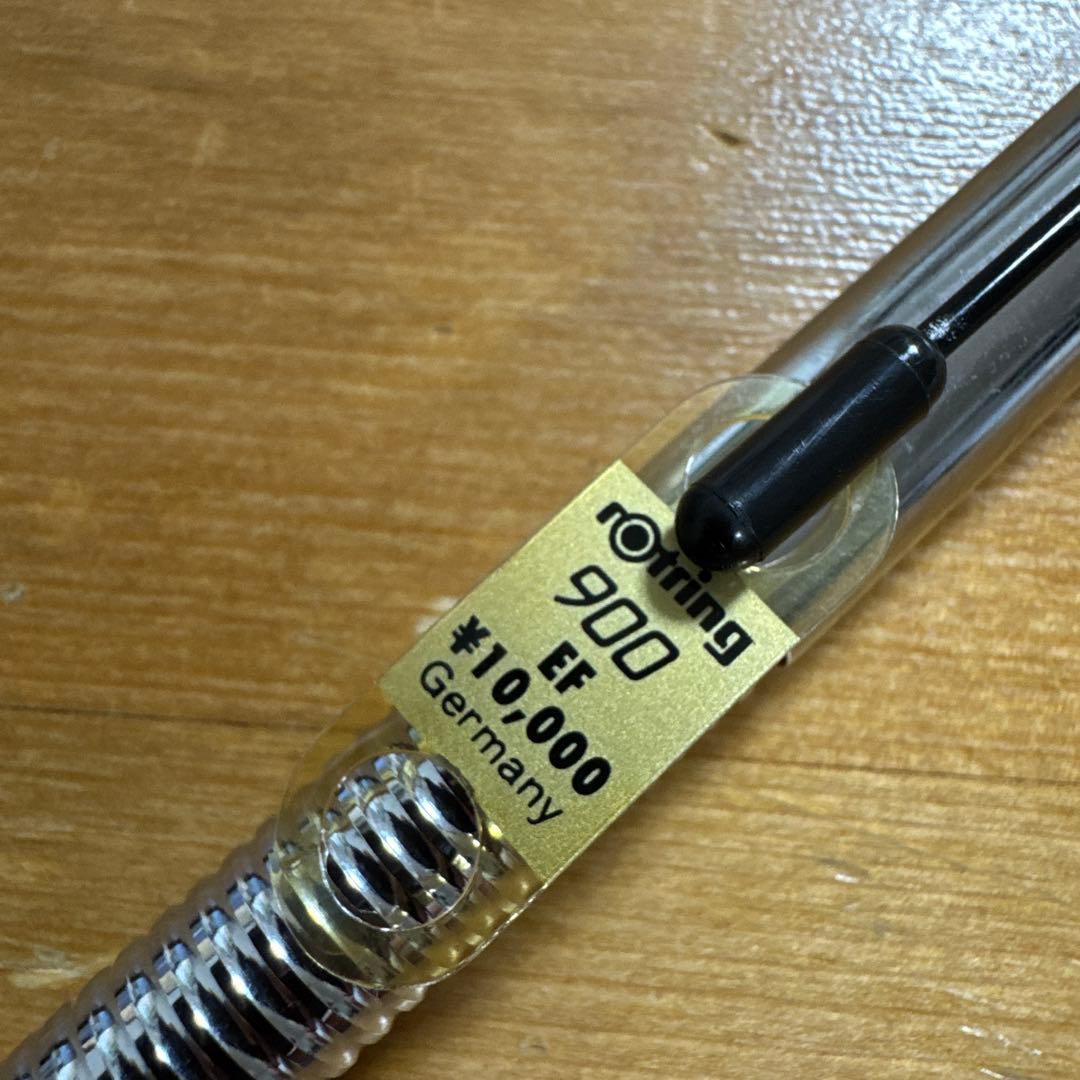 rotring
900
EF
¥10,000
Germany